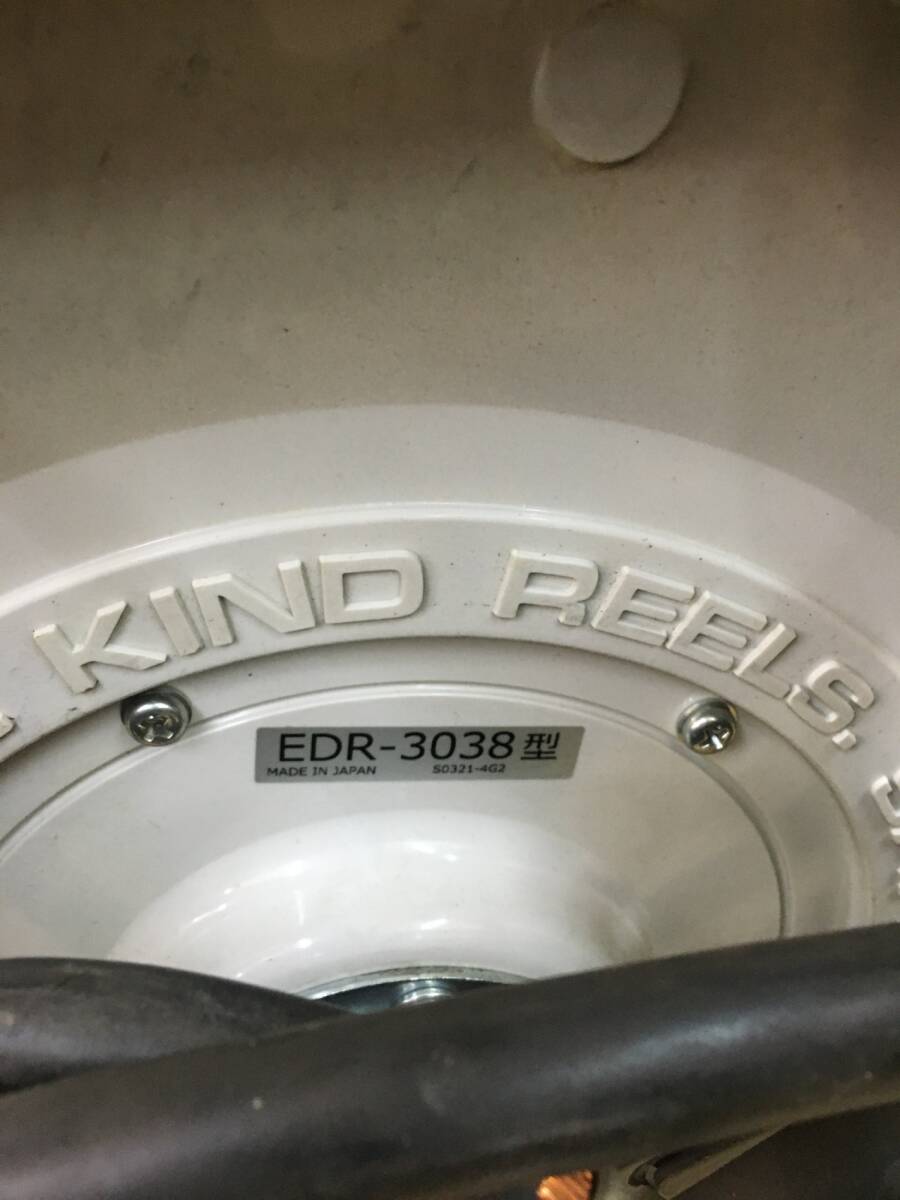 KIND REELS.
EDR-3038型
MADE IN JAPAN S0321-4G2